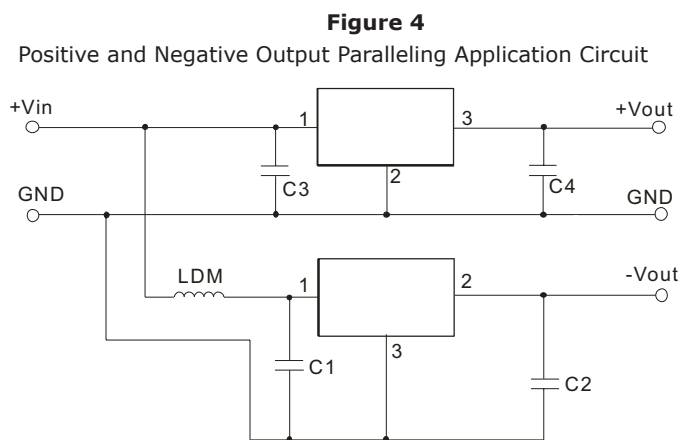 Figure 4
Positive and Negative Output Paralleling Application Circuit
+Vin
1
3
+Vout
C3
2
C4
GND
GND
LDM
1
2
-Vout
3
C1
C2